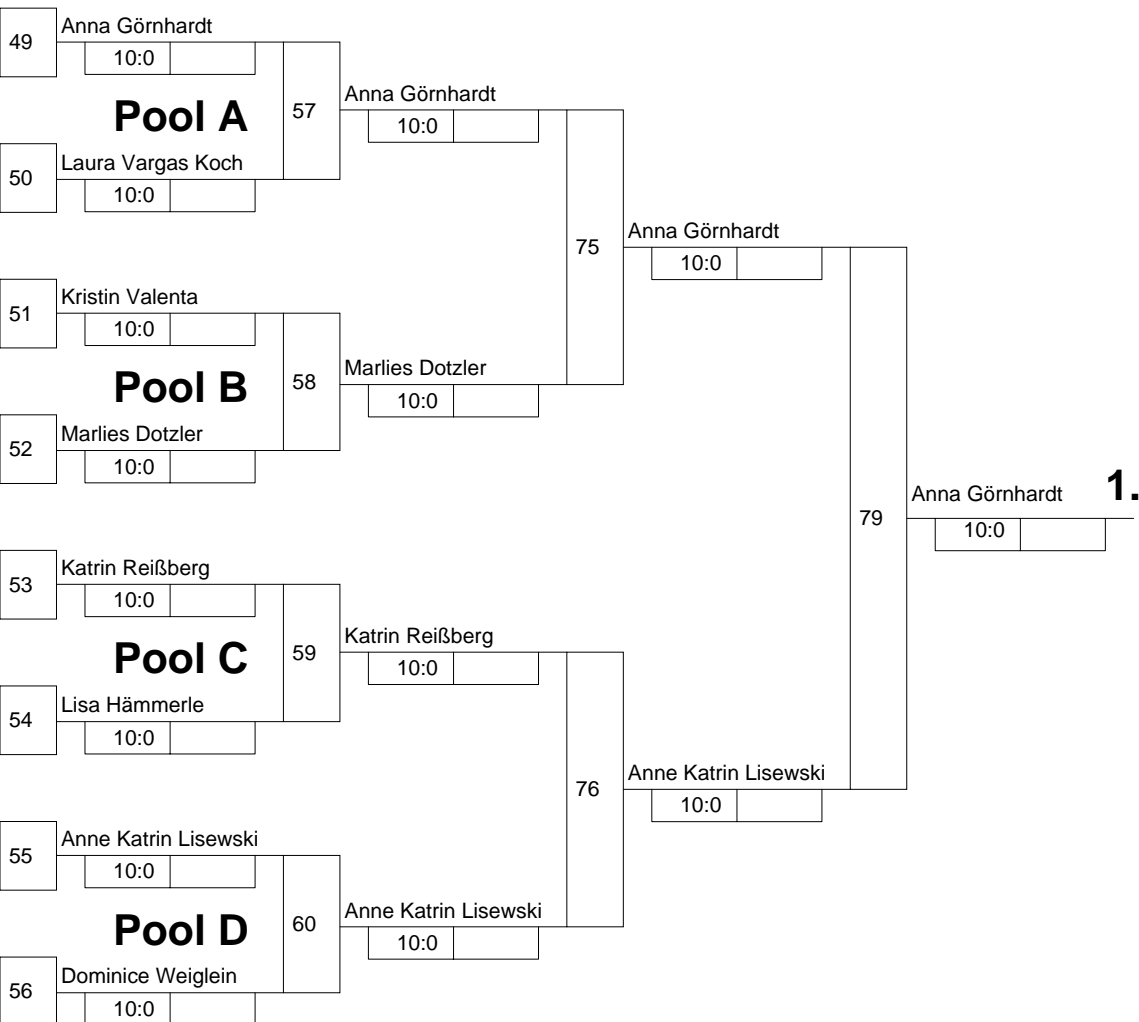 49
Anna Görnhardt
10:0
Pool A
57
Anna Görnhardt
10:0
50
Laura Vargas Koch
10:0
75
Anna Görnhardt
10:0
51
Kristin Valenta
10:0
Pool B
58
Marlies Dotzler
10:0
52
Marlies Dotzler
10:0
79
Anna Görnhardt 1.
10:0
53
Katrin Reißberg
10:0
Pool C
59
Katrin Reißberg
10:0
54
Lisa Hämmerle
10:0
76
Anne Katrin Lisewski
10:0
55
Anne Katrin Lisewski
10:0
Pool D
60
Anne Katrin Lisewski
10:0
56
Dominice Weiglein
10:0